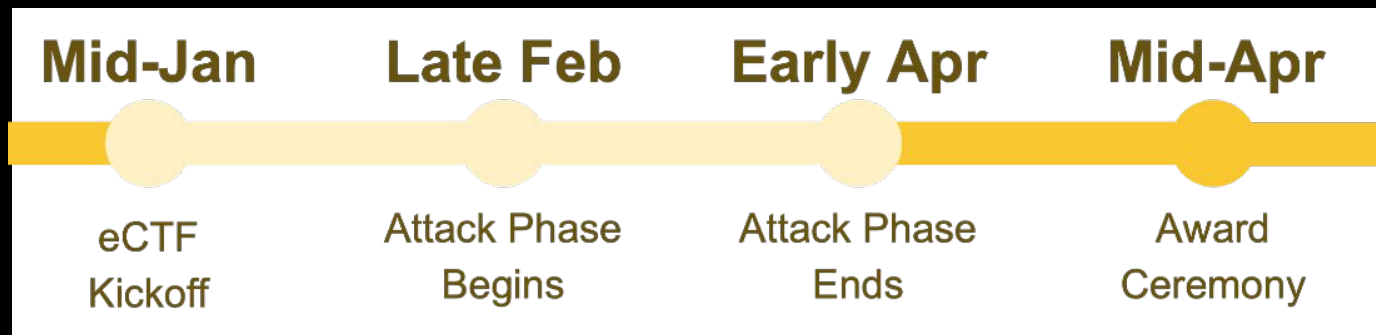 Mid-Jan
Late Feb
Early Apr
Mid-Apr
eCTF
Kickoff
Attack Phase
Begins
Attack Phase
Ends
Award
Ceremony